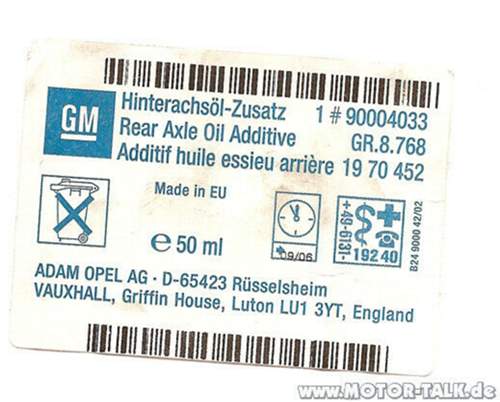 GM
Hinterachsöl-Zusatz 1 # 90004033
Rear Axle Oil Additive GR.8.768
Additif huile essieu arrière 19 70 452
Made in EU
℮ 50 ml
09/06
+49-6131-
19240
B24 9000 42/02
ADAM OPEL AG · D-65423 Rüsselsheim
VAUXHALL, Griffin House, Luton LU1 3YT, England
www.MOTOR-TALK.de